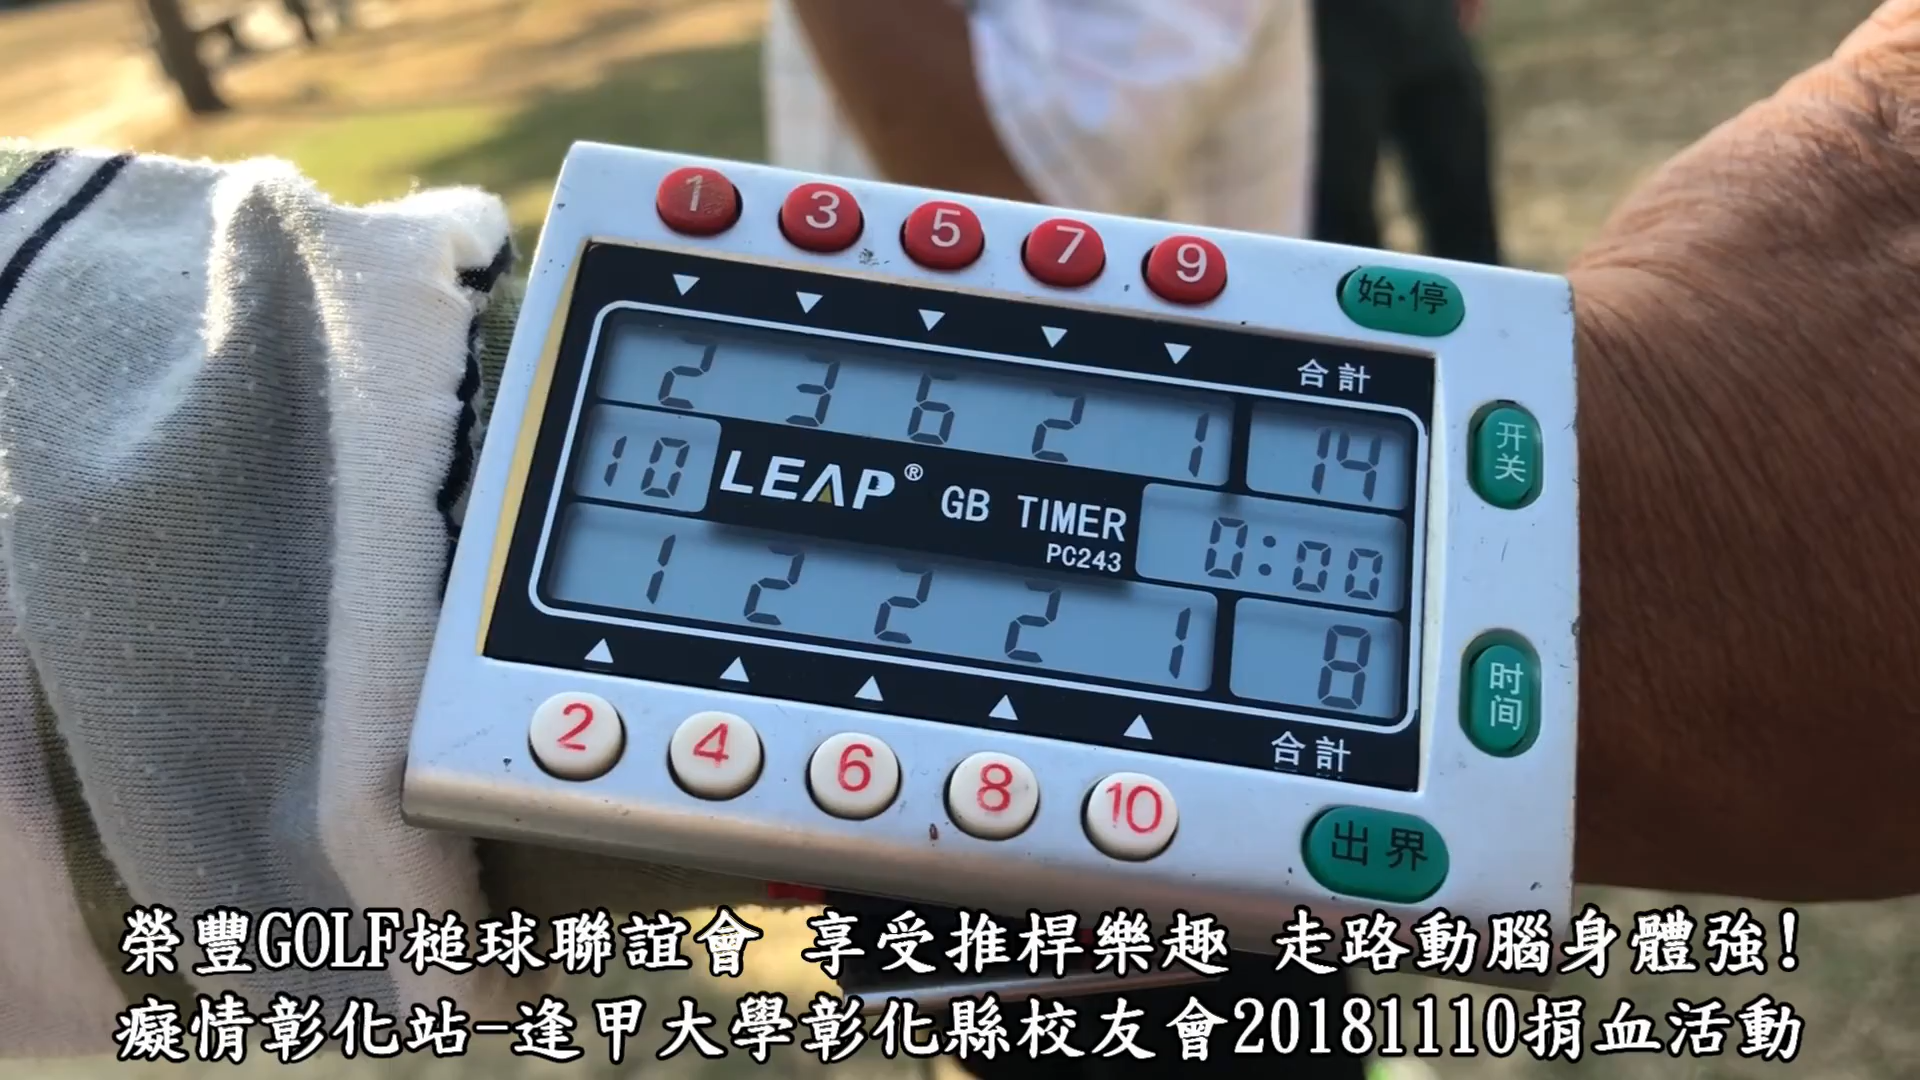 1 3 5 7 9
始·停
合計
2 3 6 2 1 14
开关
10 LEAP® GB TIMER
PC243
0:00
1 2 2 2 1 8
时间
合計
2 4 6 8 10
出界
榮豐GOLF槌球聯誼會 享受推桿樂趣 走路動腦身體強!
癡情彰化站-逢甲大學彰化縣校友會20181110捐血活動